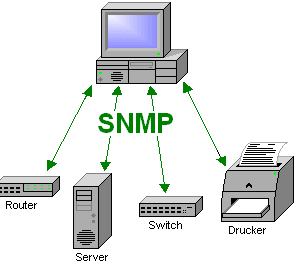 SNMP
Router
Server
Switch
Drucker